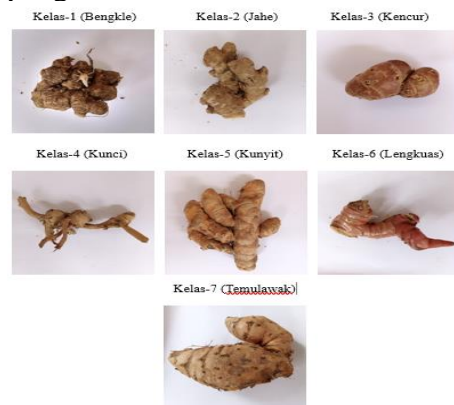 Kelas-1 (Bengkle)
Kelas-2 (Jahe)
Kelas-3 (Kencur)
Kelas-4 (Kunci)
Kelas-5 (Kunyit)
Kelas-6 (Lengkuas)
Kelas-7 (Temulawak)